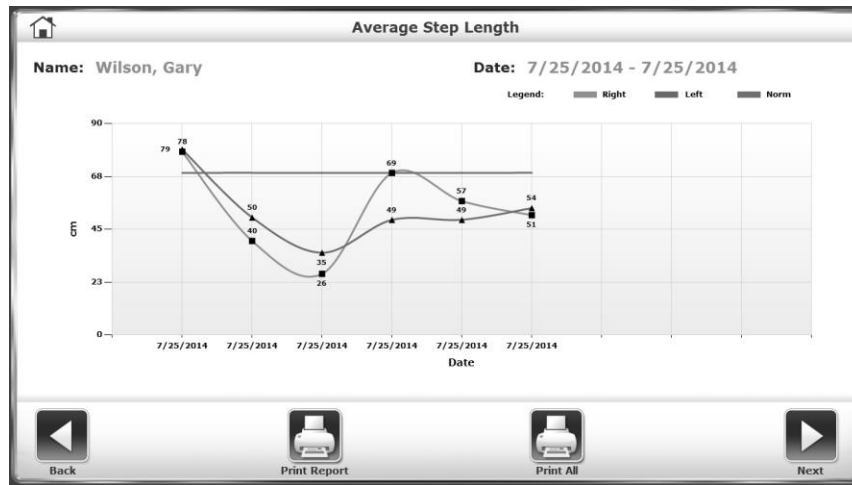 Average Step Length
Name: Wilson, Gary Date: 7/25/2014 - 7/25/2014
Legend: Right Left Norm
90
79 78
69
68
57
54
50
49 49
51
45
40
35
26
23
0
cm
7/25/2014 7/25/2014 7/25/2014 7/25/2014 7/25/2014 7/25/2014
Date
Back Print Report Print All Next